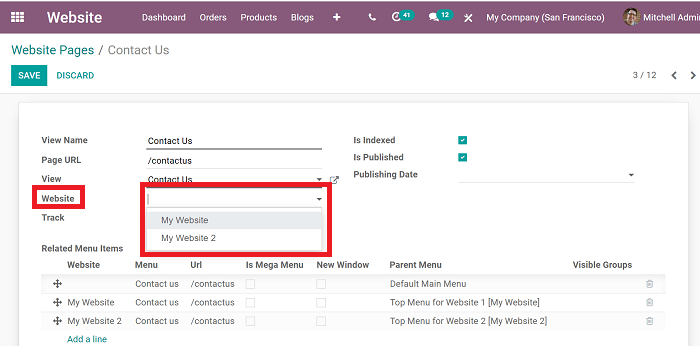 Website Dashboard Orders Products Blogs 41 12 My Company (San Francisco) Mitchell Admi
Website Pages / Contact Us
SAVE DISCARD 3 / 12
View Name Contact Us Is Indexed
Page URL /contactus Is Published
View Contact Us Publishing Date
Website
My Website
Track
My Website 2
Related Menu Items
Website Menu Url Is Mega Menu New Window Parent Menu Visible Groups
Contact us /contactus Default Main Menu
My Website Contact us /contactus Top Menu for Website 1 [My Website]
My Website 2 Contact us /contactus Top Menu for Website 2 [My Website 2]
Add a line